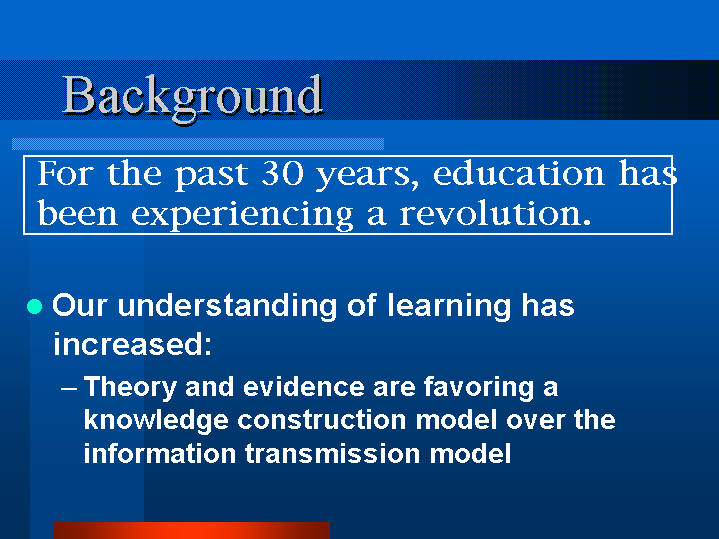 Background
For the past 30 years, education has
been experiencing a revolution.
Our understanding of learning has
increased:
– Theory and evidence are favoring a
knowledge construction model over the
information transmission model